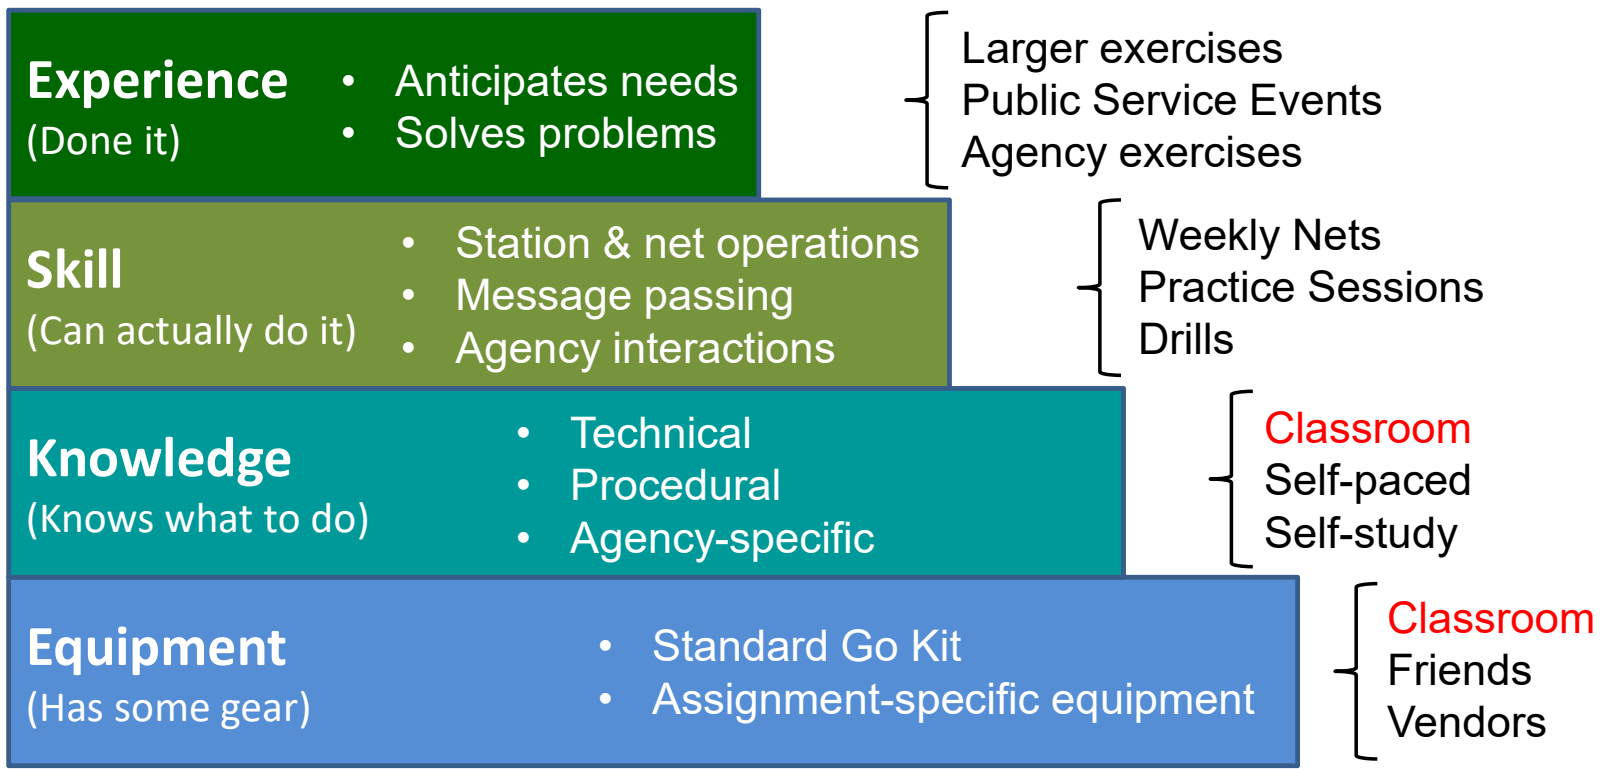 Experience
(Done it)
• Anticipates needs
• Solves problems
Larger exercises
Public Service Events
Agency exercises
Skill
(Can actually do it)
• Station & net operations
• Message passing
• Agency interactions
Weekly Nets
Practice Sessions
Drills
Knowledge
(Knows what to do)
• Technical
• Procedural
• Agency-specific
Classroom
Self-paced
Self-study
Equipment
(Has some gear)
• Standard Go Kit
• Assignment-specific equipment
Classroom
Friends
Vendors